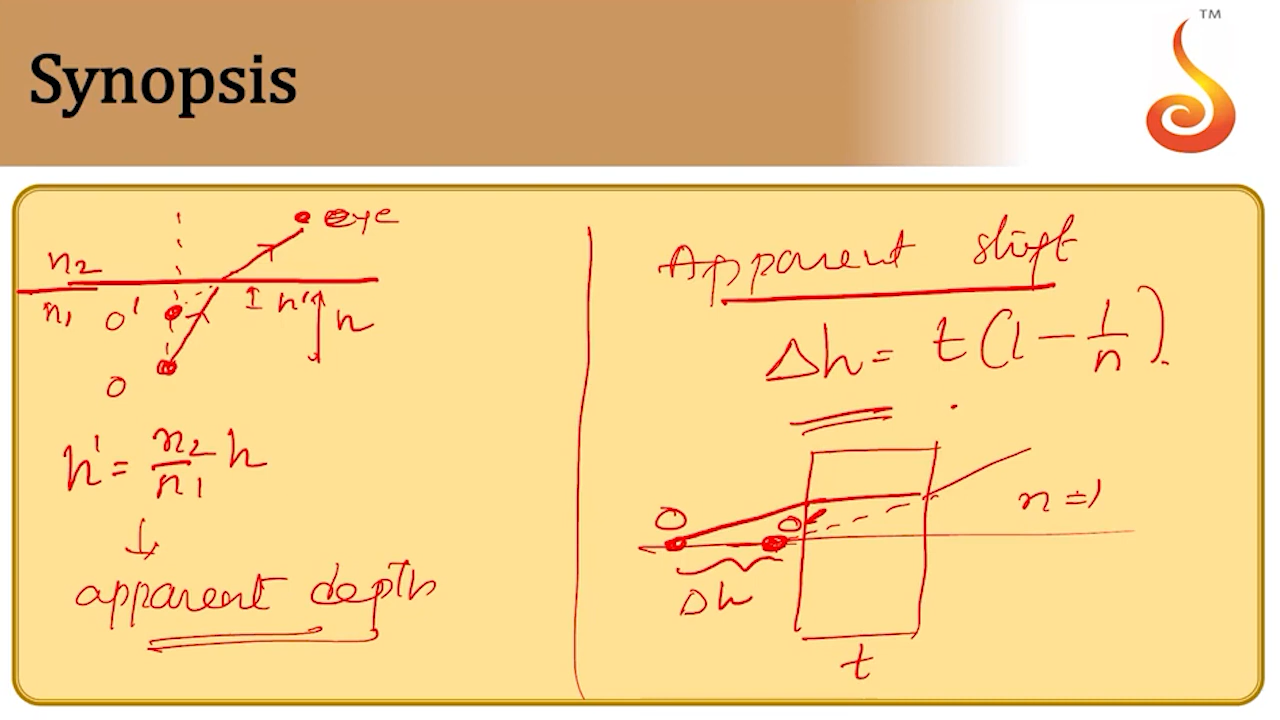 TM
Synopsis
eye
n₂
n₁
O'
h'
h
O
h' = n₂/n₁ h
↓
apparent depth
Apparent shift
Δh = t(1 - 1/n).
O
O'
n = 1
Δh
t